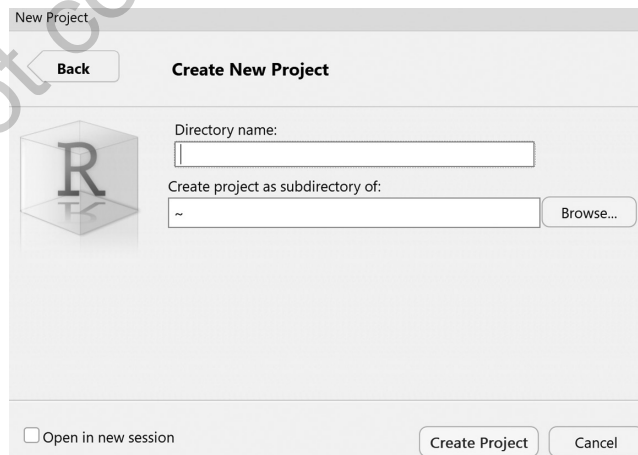 New Project
Back
Create New Project
Directory name:
R
Create project as subdirectory of:
~
Browse...
Open in new session
Create Project
Cancel